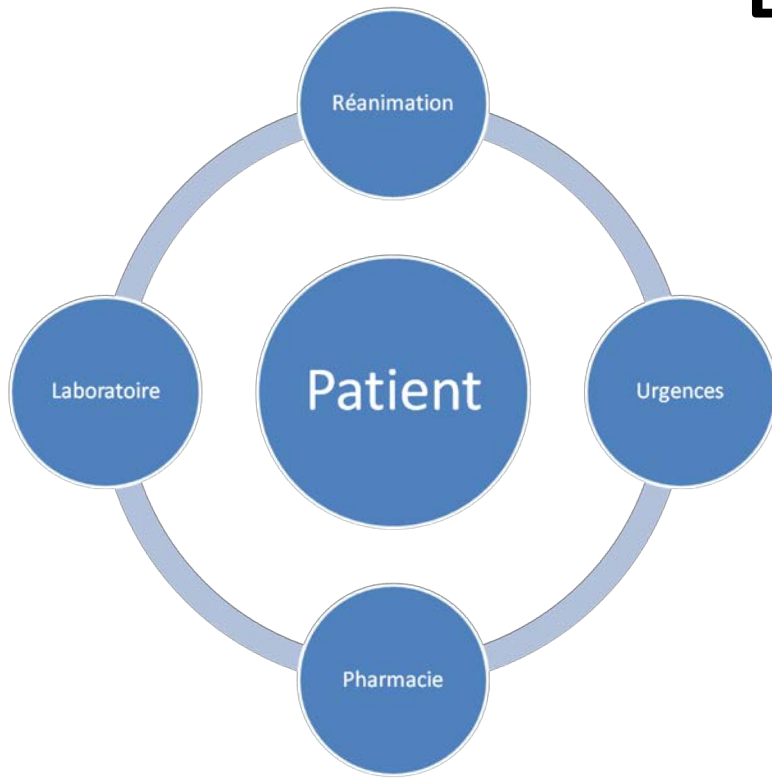 Réanimation
Laboratoire
Patient
Urgences
Pharmacie